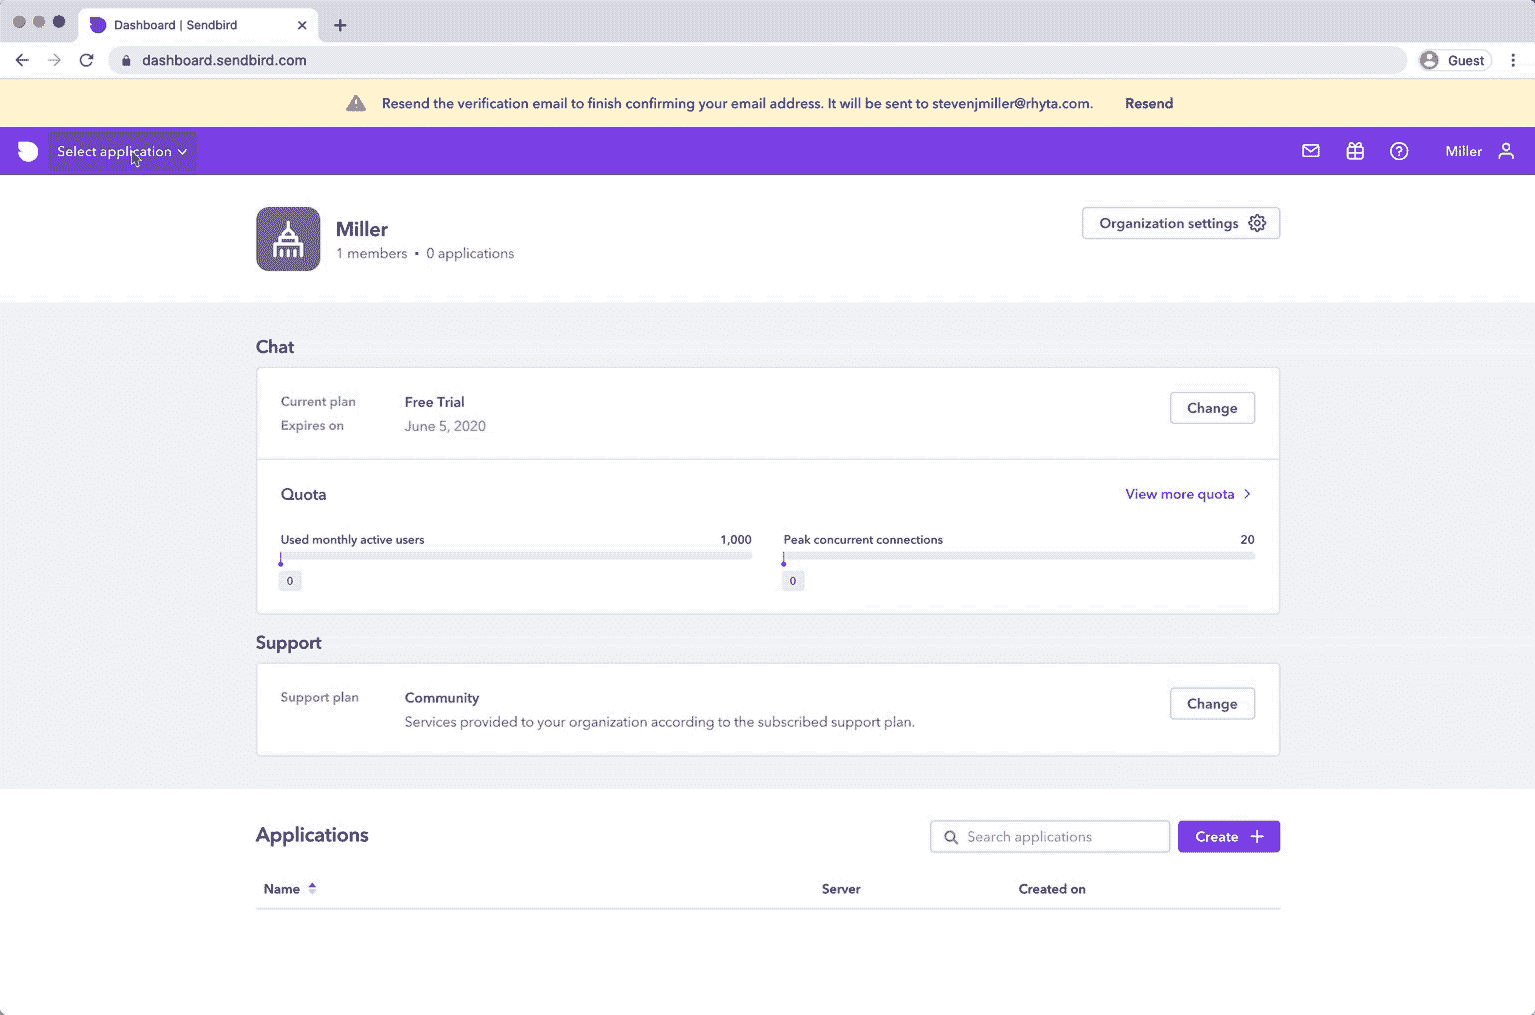 Dashboard | Sendbird
dashboard.sendbird.com
Guest
Resend the verification email to finish confirming your email address. It will be sent to stevenjmiller@rhyta.com. Resend
Select application
Miller
Miller
1 members • 0 applications
Organization settings
Chat
Current plan Free Trial
Change
Expires on June 5, 2020
Quota
View more quota
Used monthly active users 1,000
Peak concurrent connections 20
0
0
Support
Support plan Community
Change
Services provided to your organization according to the subscribed support plan.
Applications
Search applications
Create
Name Server Created on